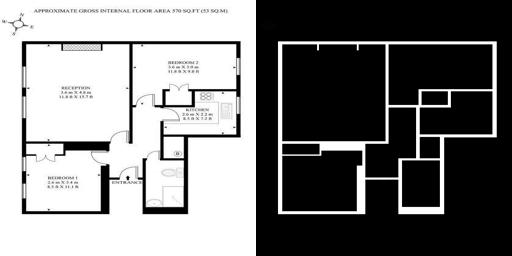 APPROXIMATE GROSS INTERNAL FLOOR AREA 570 SQ.FT (53 SQ.M)
N
W
E
S
BEDROOM 2
3.6 m X 3.0 m
11.8 ft X 9.8 ft
RECEPTION
3.6 m X 4.8 m
11.8 ft X 15.7 ft
KITCHEN
2.6 m X 2.2 m
8.5 ft X 7.2 ft
BEDROOM 1
2.6 m X 3.4 m
8.5 ft X 11.1 ft
ENTRANCE